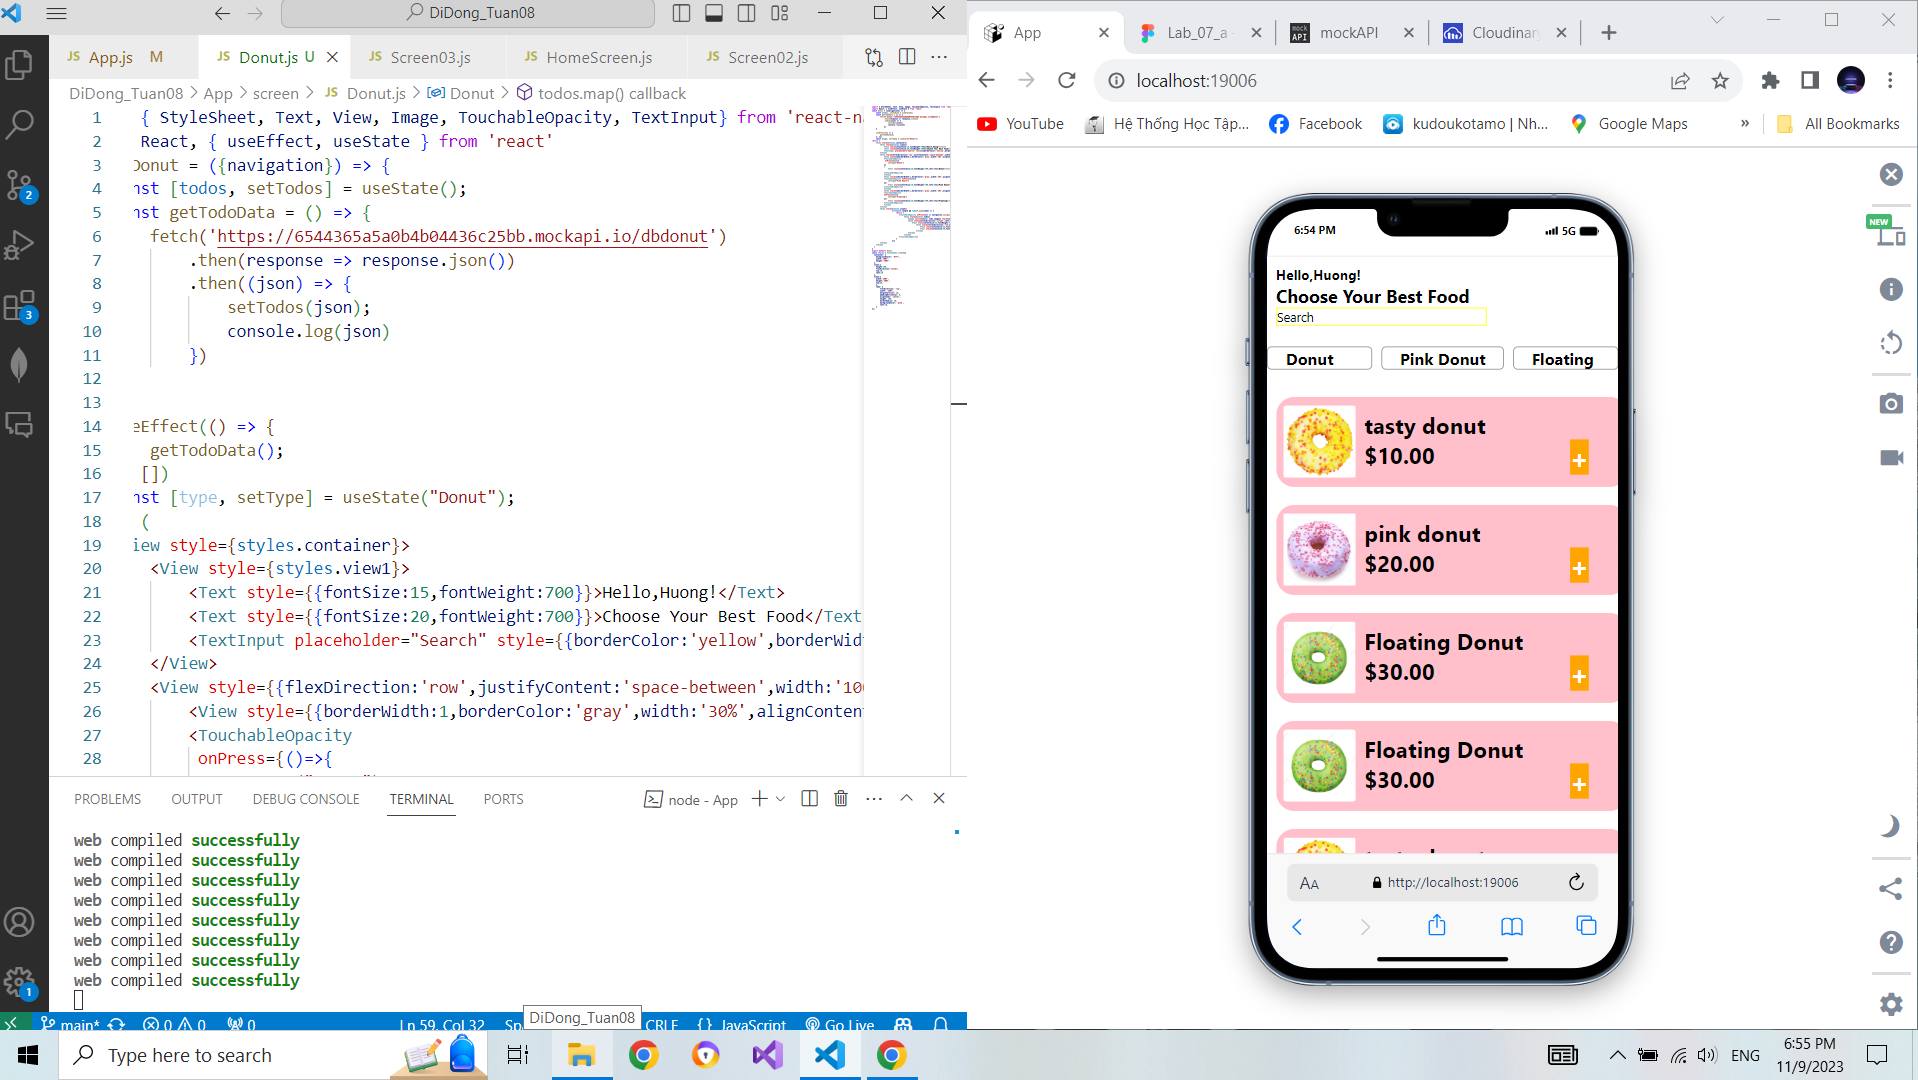 DiDong_Tuan08
JS App.js M
JS Donut.js U
JS Screen03.js
JS HomeScreen.js
JS Screen02.js
DiDong_Tuan08 > App > screen > JS Donut.js > Donut > todos.map() callback
1 { StyleSheet, Text, View, Image, TouchableOpacity, TextInput} from 'react-na
2 React, { useEffect, useState } from 'react'
3 Donut = ({navigation}) => {
4 nst [todos, setTodos] = useState();
5 nst getTodoData = () => {
6 fetch('https://6544365a5a0b4b04436c25bb.mockapi.io/dbdonut')
7 .then(response => response.json())
8 .then((json) => {
9 setTodos(json);
10 console.log(json)
11 })
12
13
14 eEffect(() => {
15 getTodoData();
16 [])
17 nst [type, setType] = useState("Donut");
18 (
19 iew style={styles.container}>
20 <View style={styles.view1}>
21 <Text style={{fontSize:15,fontWeight:700}}>Hello,Huong!</Text>
22 <Text style={{fontSize:20,fontWeight:700}}>Choose Your Best Food</Text
23 <TextInput placeholder="Search" style={{borderColor:'yellow',borderWid
24 </View>
25 <View style={{flexDirection:'row',justifyContent:'space-between',width:'10
26 <View style={{borderWidth:1,borderColor:'gray',width:'30%',alignConten
27 <TouchableOpacity
28 onPress={()=>{
PROBLEMS OUTPUT DEBUG CONSOLE TERMINAL PORTS
node - App
web compiled successfully
web compiled successfully
web compiled successfully
web compiled successfully
web compiled successfully
web compiled successfully
web compiled successfully
web compiled successfully
2
3
1
main* 0 0 0 Ln 59, Col 32 Sp CRLF {} JavaScript Go Live
DiDong_Tuan08
Type here to search
App
Lab_07_a -
mockAPI
Cloudinar
localhost:19006
YouTube
Hệ Thống Học Tập...
Facebook
kudoukotamo | Nh...
Google Maps
»
All Bookmarks
NEW
6:54 PM
5G
Hello,Huong!
Choose Your Best Food
Search
Donut
Pink Donut
Floating
tasty donut
$10.00
+
pink donut
$20.00
+
Floating Donut
$30.00
+
Floating Donut
$30.00
+
AA
http://localhost:19006
ENG
6:55 PM
11/9/2023